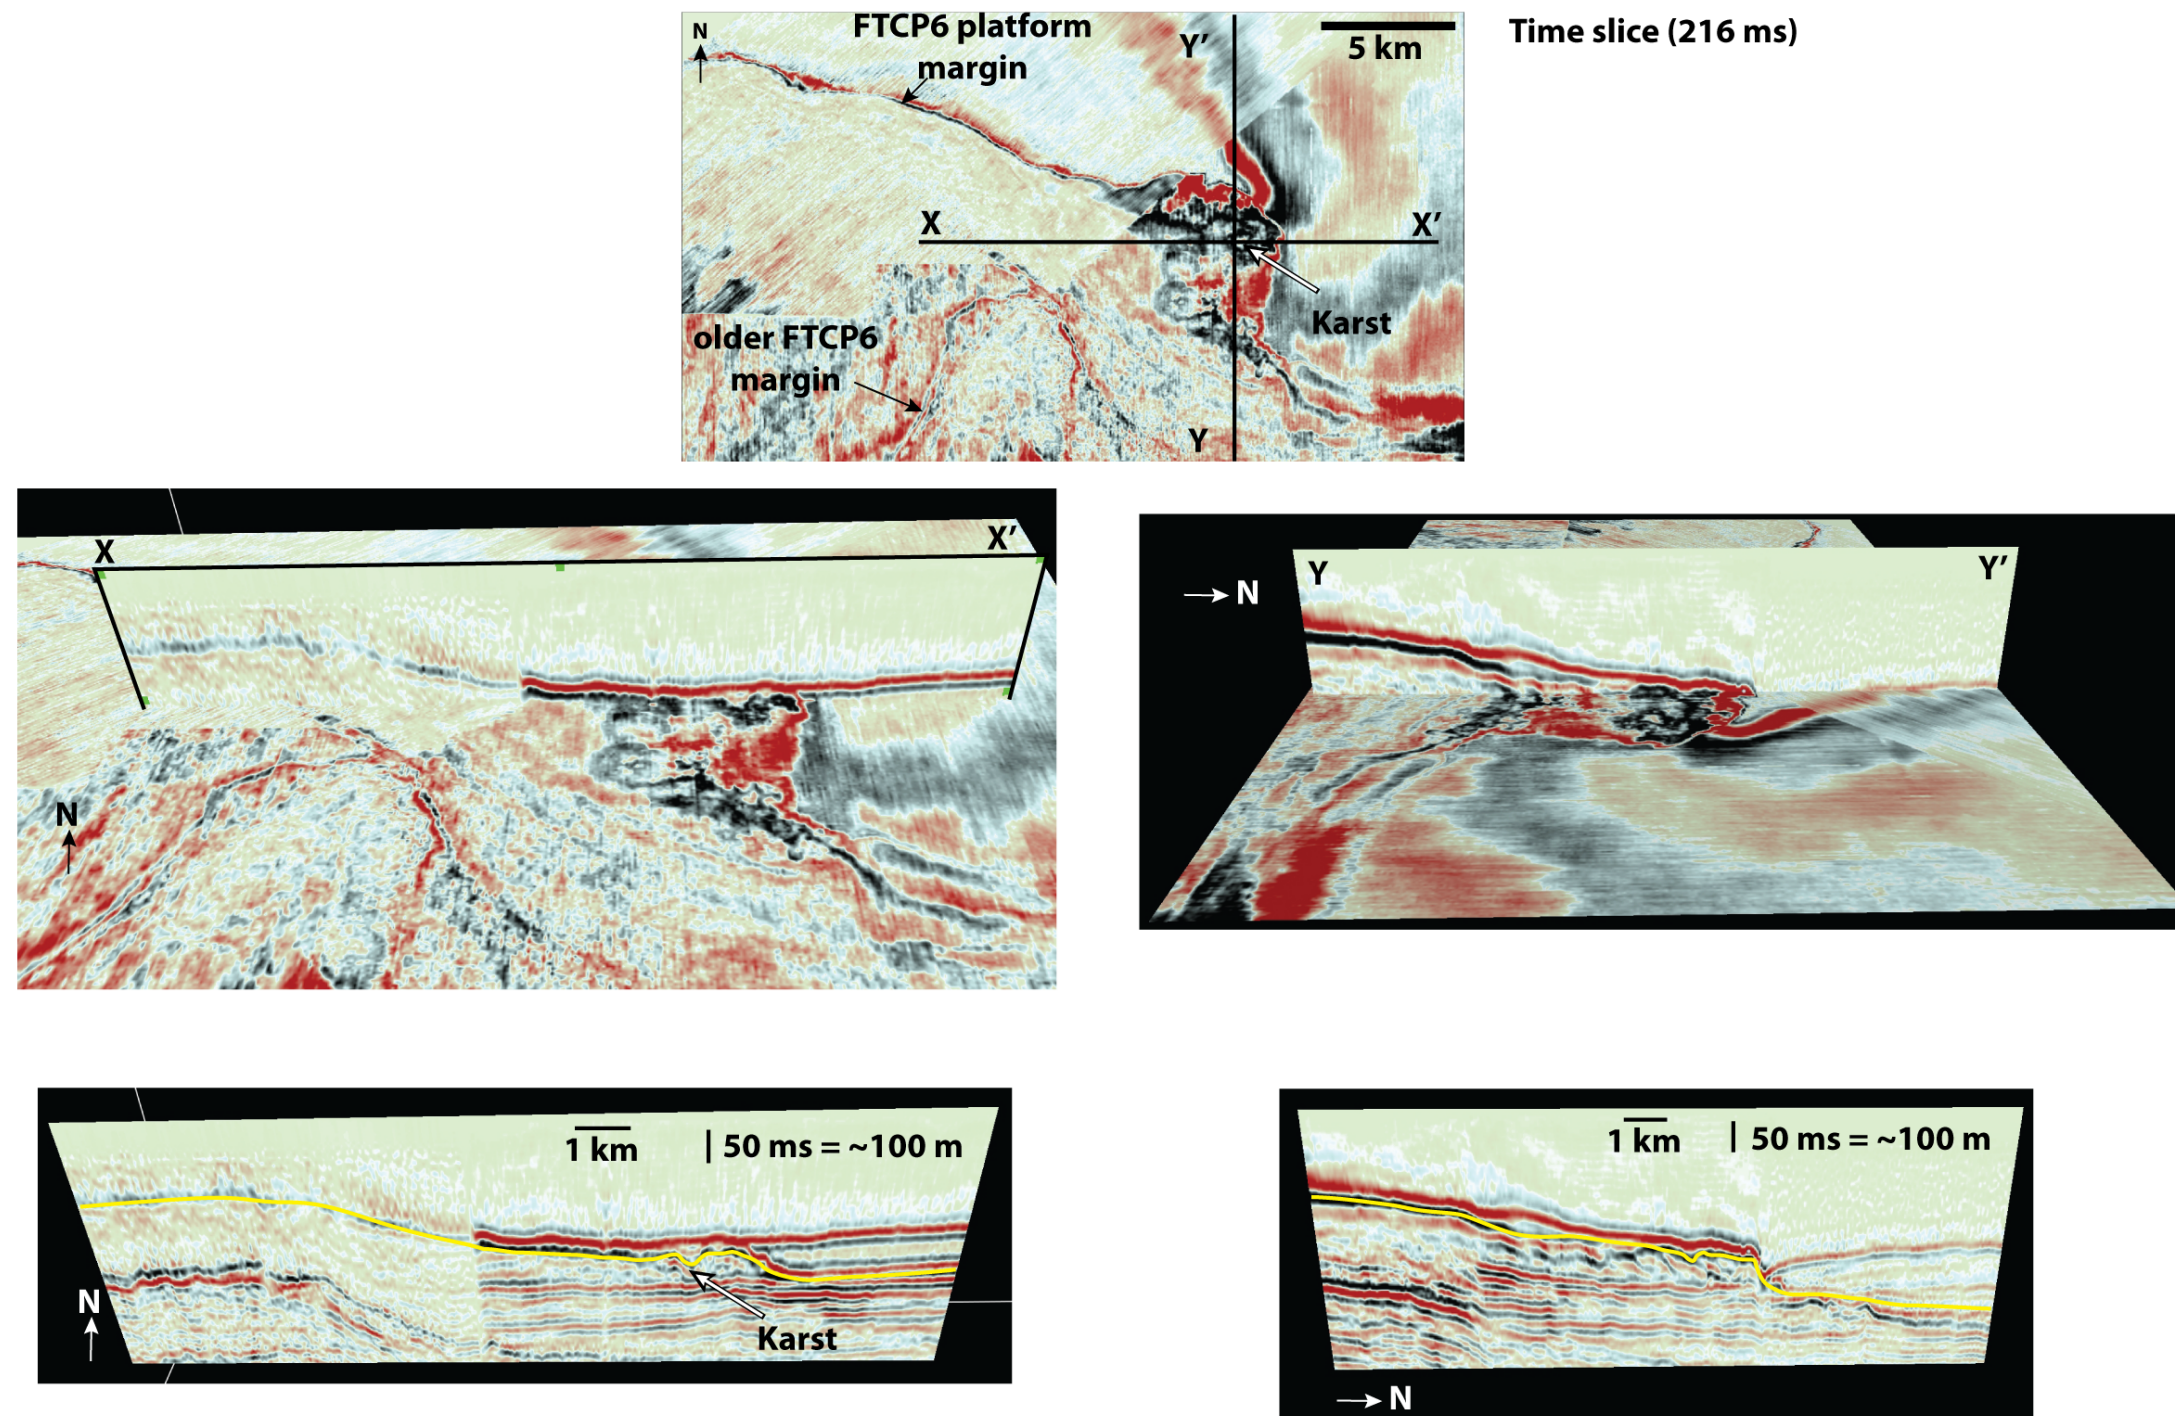 N
FTCP6 platform
margin
Y'
5 km
Time slice (216 ms)
X
X'
Karst
older FTCP6
margin
Y
X
X'
N
Y
Y'
N
1 km
50 ms = ~100 m
N
Karst
1 km
50 ms = ~100 m
N